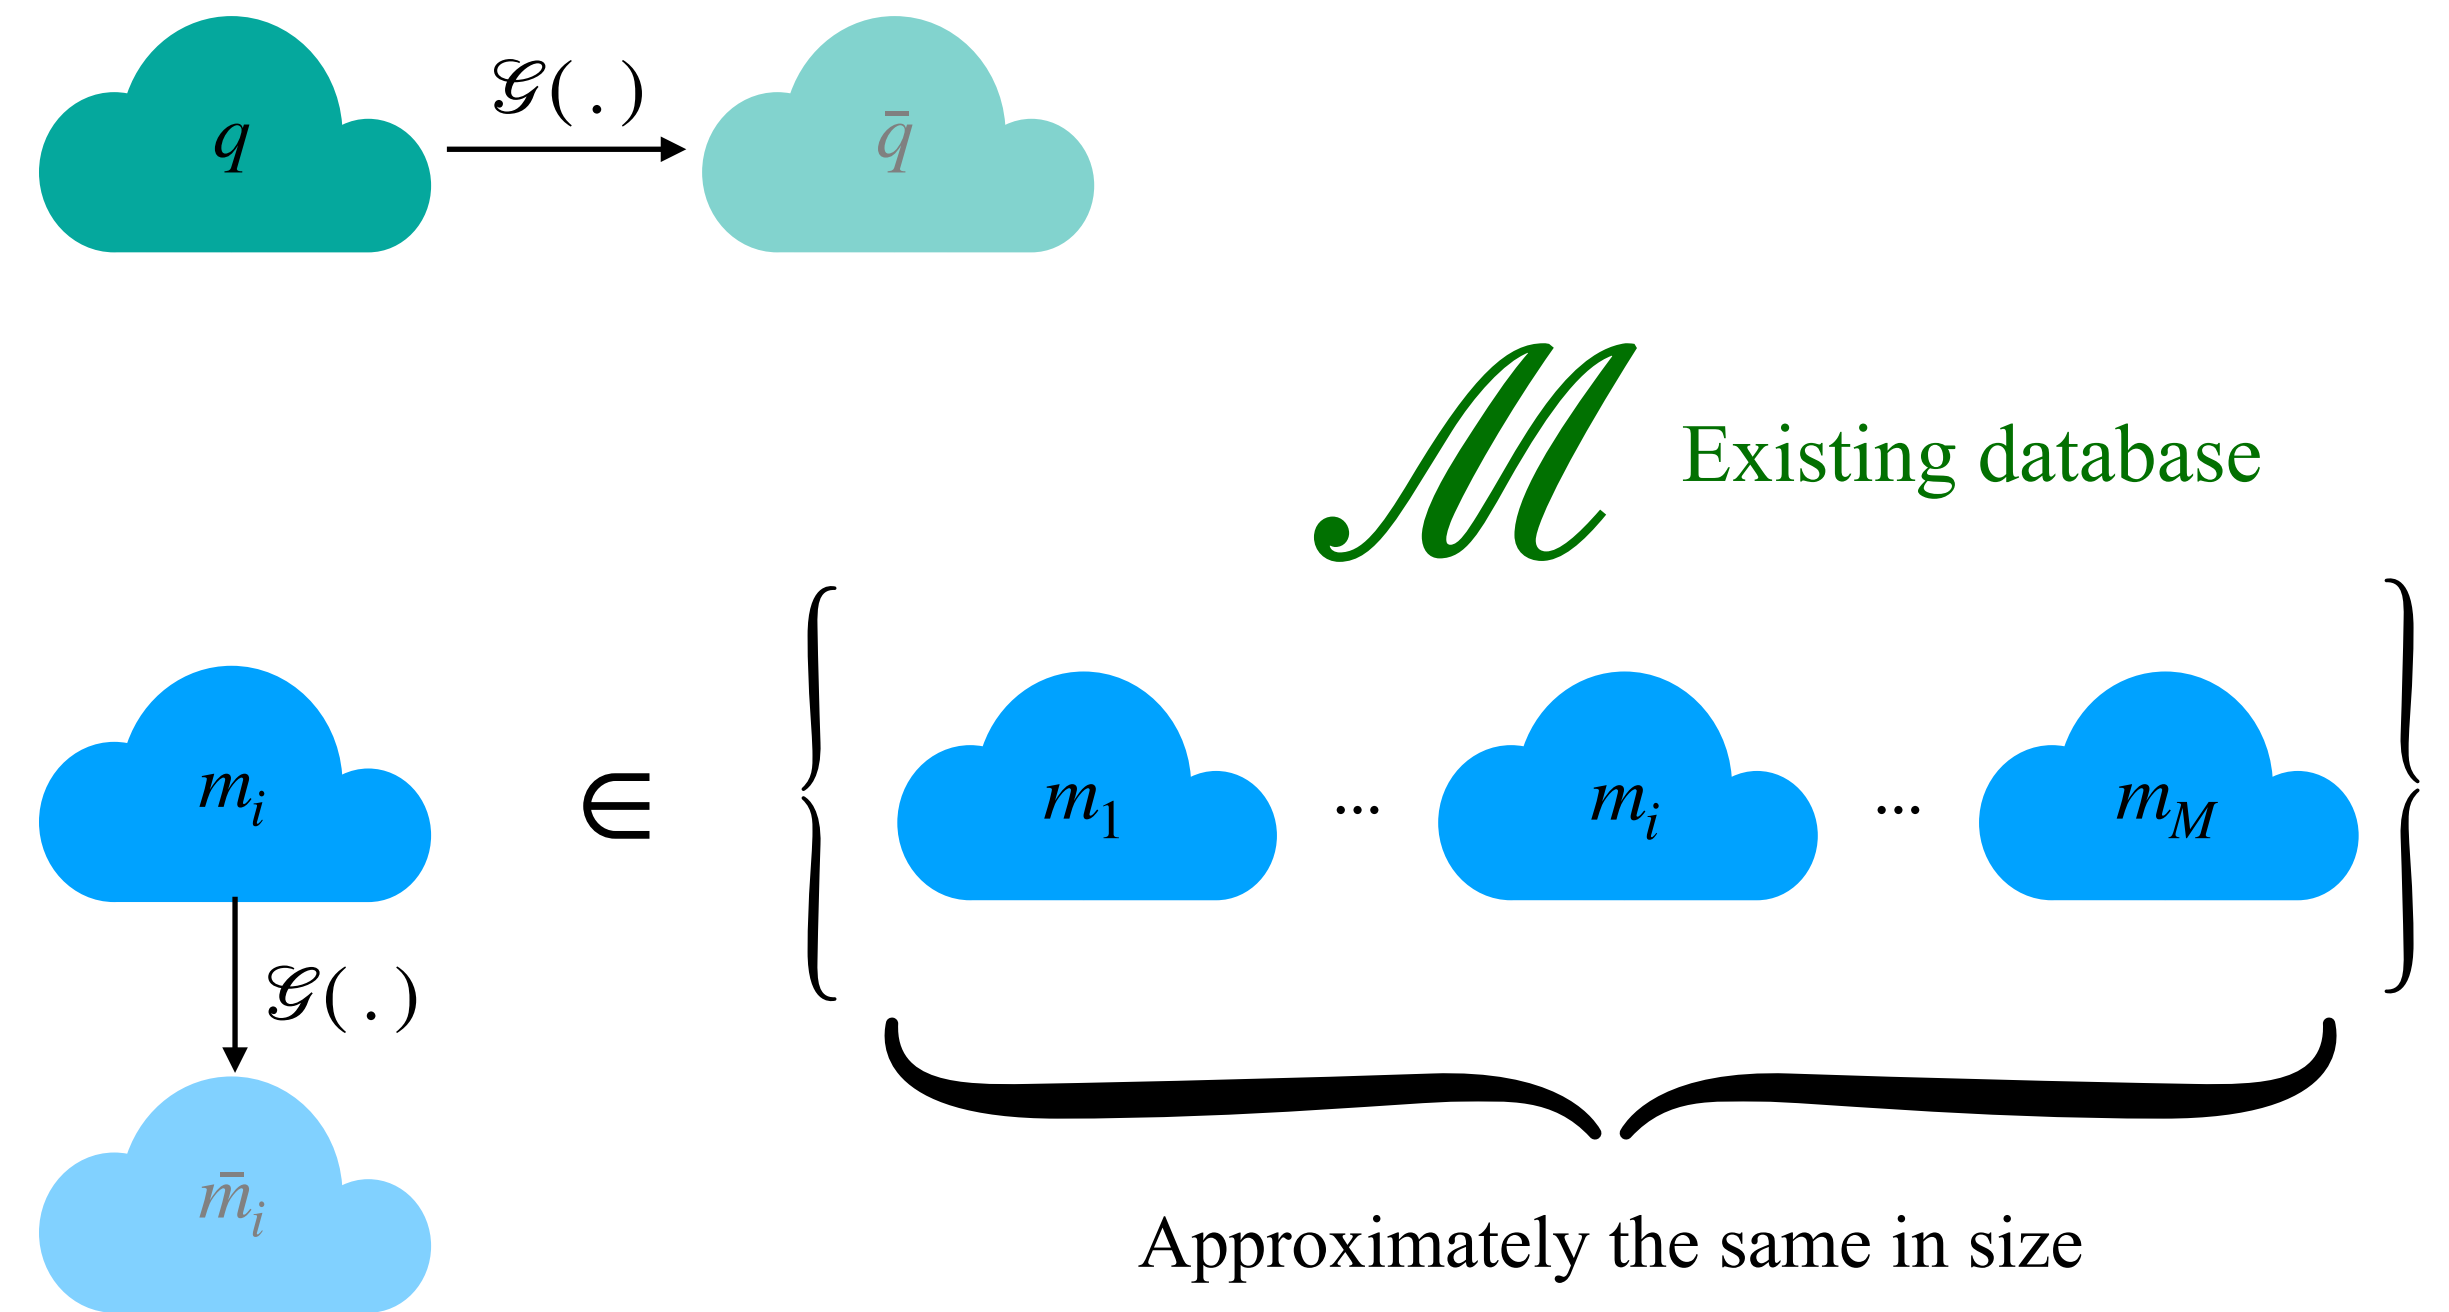 q
𝒢(.)
q̄
ℳ
Existing database
mᵢ ∈ { m₁ ... mᵢ ... m_M }
𝒢(.)
m̄ᵢ
Approximately the same in size